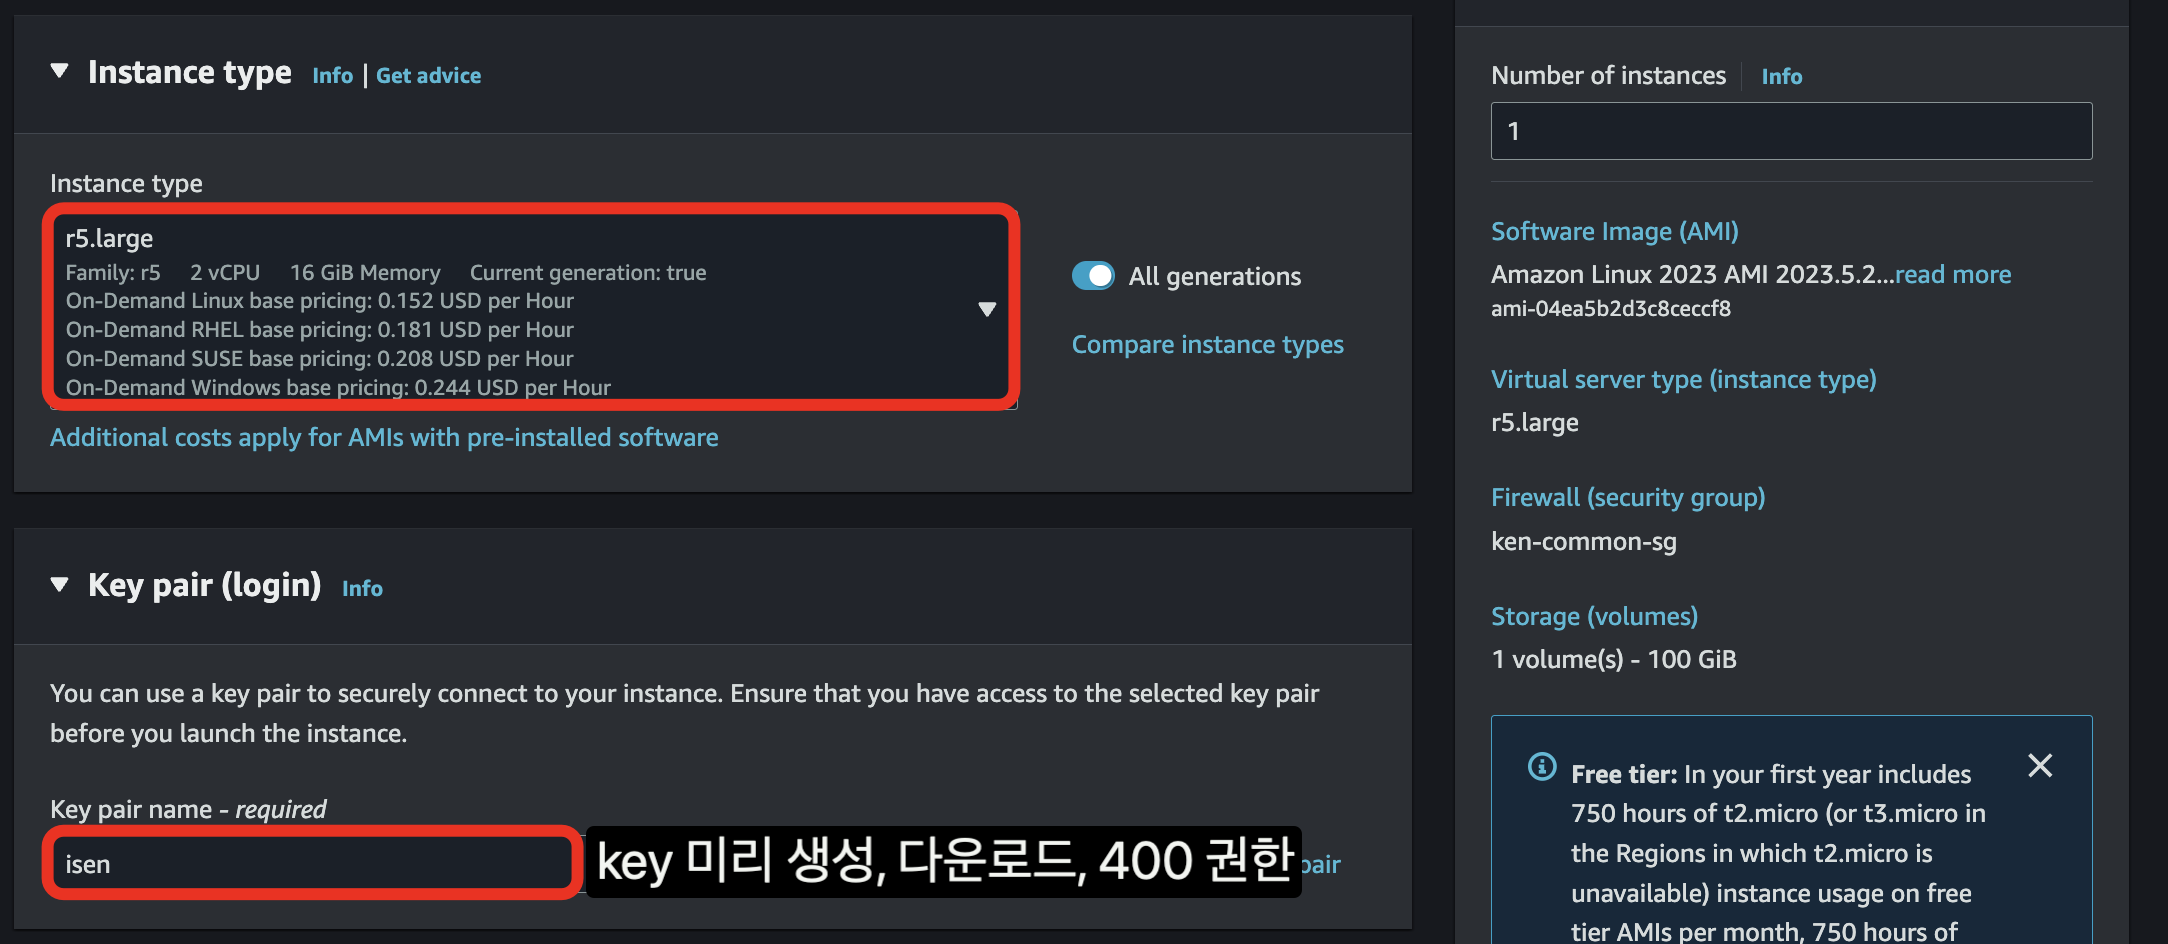 Instance type Info | Get advice
Instance type
r5.large
Family: r5 2 vCPU 16 GiB Memory Current generation: true
On-Demand Linux base pricing: 0.152 USD per Hour
On-Demand RHEL base pricing: 0.181 USD per Hour
On-Demand SUSE base pricing: 0.208 USD per Hour
On-Demand Windows base pricing: 0.244 USD per Hour
All generations
Compare instance types
Additional costs apply for AMIs with pre-installed software
Key pair (login) Info
You can use a key pair to securely connect to your instance. Ensure that you have access to the selected key pair
before you launch the instance.
Key pair name - required
isen
key 미리 생성, 다운로드, 400 권한
pair
Number of instances Info
1
Software Image (AMI)
Amazon Linux 2023 AMI 2023.5.2...read more
ami-04ea5b2d3c8ceccf8
Virtual server type (instance type)
r5.large
Firewall (security group)
ken-common-sg
Storage (volumes)
1 volume(s) - 100 GiB
Free tier: In your first year includes
750 hours of t2.micro (or t3.micro in
the Regions in which t2.micro is
unavailable) instance usage on free
tier AMIs per month, 750 hours of